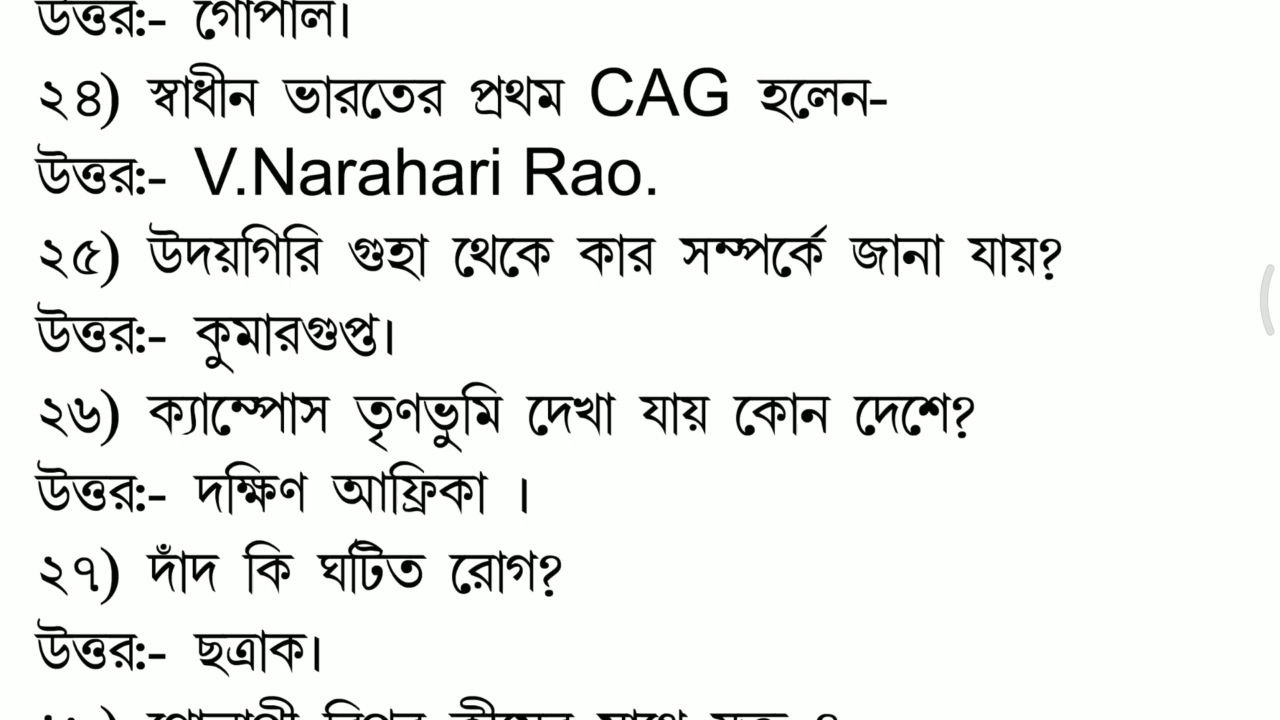 উত্তর:- গোপাল।
২৪) স্বাধীন ভারতের প্রথম CAG হলেন-
উত্তর:- V.Narahari Rao.
২৫) উদয়গিরি গুহা থেকে কার সম্পর্কে জানা যায়?
উত্তর:- কুমারগুপ্ত।
২৬) ক্যাম্পোস তৃণভুমি দেখা যায় কোন দেশে?
উত্তর:- দক্ষিণ আফ্রিকা ।
২৭) দাঁদ কি ঘটিত রোগ?
উত্তর:- ছত্রাক।